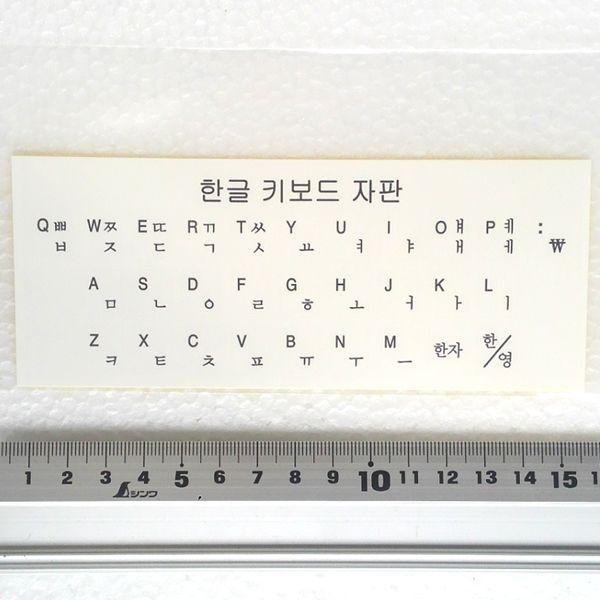 한글 키보드 자판
Qㅃ Wㅉ Eㄸ Rㄲ Tㅆ Y U I Oㅒ Pㅖ :
ㅂ ㅈ ㄷ ㄱ ㅅ ㅛ ㅕ ㅑ ㅐ ㅔ ₩
A S D F G H J K L
ㅁ ㄴ ㅇ ㄹ ㅎ ㅗ ㅓ ㅏ ㅣ
Z X C V B N M 한자 한/영
ㅋ ㅌ ㅊ ㅍ ㅠ ㅜ ㅡ
1 2 3 4 5 6 7 8 9 10 11 12 13 14 15
シンワ